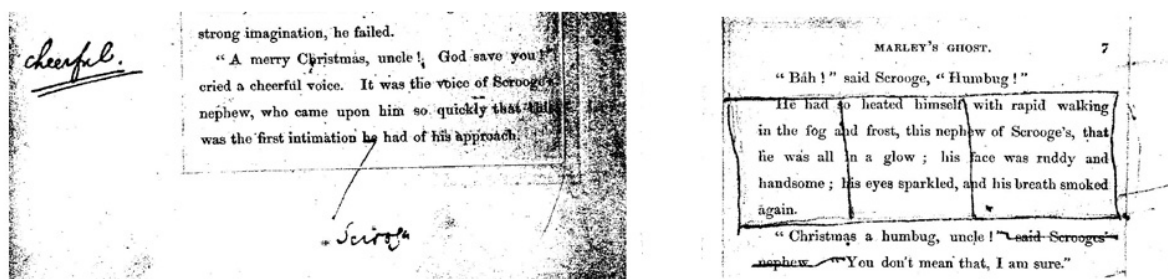 cheerful.
strong imagination, he failed.
"A merry Christmas, uncle! God save you!"
cried a cheerful voice. It was the voice of Scrooge's
nephew, who came upon him so quickly that this
was the first intimation he had of his approach.
Scrooge
MARLEY'S GHOST. 7
"Bah!" said Scrooge, "Humbug!"
He had so heated himself with rapid walking
in the fog and frost, this nephew of Scrooge's, that
he was all in a glow; his face was ruddy and
handsome; his eyes sparkled, and his breath smoked
again.
"Christmas a humbug, uncle!" said Scrooge's
nephew. "You don't mean that, I am sure."